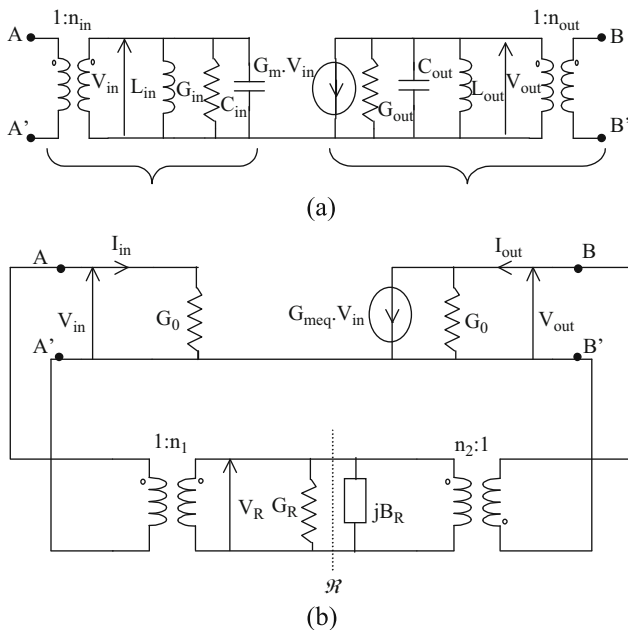 1:n_in 1:n_out
A B
V_in L_in G_in C_in G_m.V_in G_out C_out L_out V_out
A' B'
(a)
A I_in I_out B
V_in G_0 G_meq.V_in G_0 V_out
A' B'
1:n_1 n_2:1
V_R G_R jB_R
ℜ
(b)